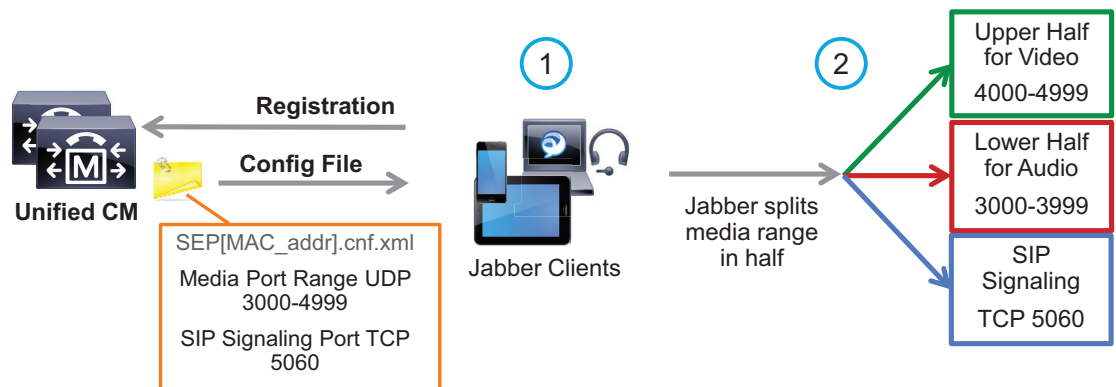 Registration
Config File
M
Unified CM
SEP[MAC_addr].cnf.xml
Media Port Range UDP
3000-4999
SIP Signaling Port TCP
5060
1
Jabber Clients
2
Jabber splits
media range
in half
Upper Half
for Video
4000-4999
Lower Half
for Audio
3000-3999
SIP
Signaling
TCP 5060